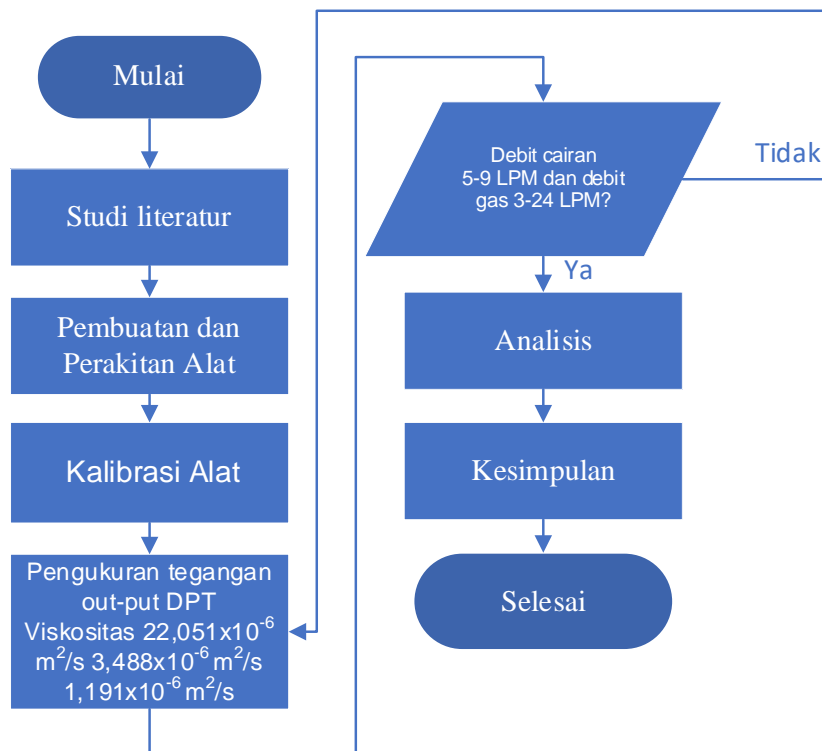 Mulai
Studi literatur
Pembuatan dan
Perakitan Alat
Kalibrasi Alat
Pengukuran tegangan
out-put DPT
Viskositas 22,051x10⁻⁶
m²/s 3,488x10⁻⁶ m²/s
1,191x10⁻⁶ m²/s
Debit cairan
5-9 LPM dan debit
gas 3-24 LPM?
Tidak
Ya
Analisis
Kesimpulan
Selesai